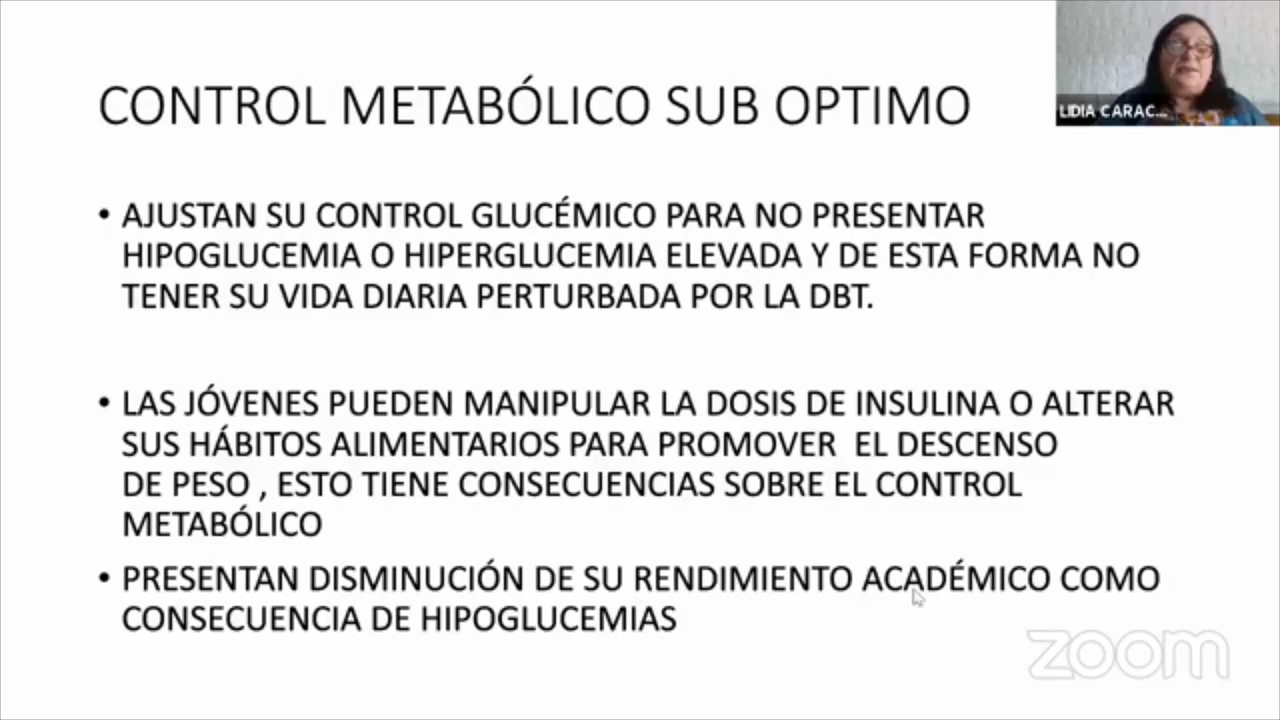 CONTROL METABÓLICO SUB OPTIMO
LIDIA CARAC...
• AJUSTAN SU CONTROL GLUCÉMICO PARA NO PRESENTAR
HIPOGLUCEMIA O HIPERGLUCEMIA ELEVADA Y DE ESTA FORMA NO
TENER SU VIDA DIARIA PERTURBADA POR LA DBT.
• LAS JÓVENES PUEDEN MANIPULAR LA DOSIS DE INSULINA O ALTERAR
SUS HÁBITOS ALIMENTARIOS PARA PROMOVER EL DESCENSO
DE PESO , ESTO TIENE CONSECUENCIAS SOBRE EL CONTROL
METABÓLICO
• PRESENTAN DISMINUCIÓN DE SU RENDIMIENTO ACADÉMICO COMO
CONSECUENCIA DE HIPOGLUCEMIAS
zoom